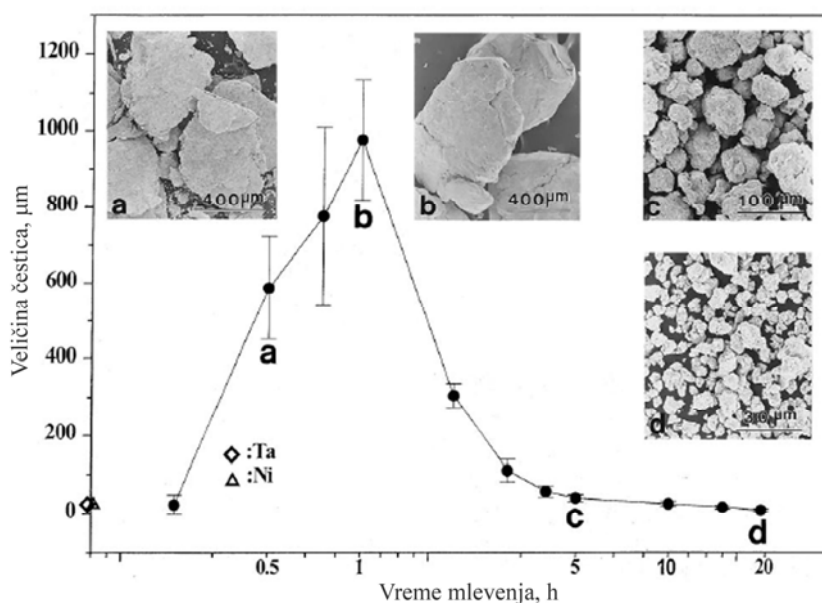 1200
1000
800
600
400
200
0
Veličina čestica, µm
a
400µm
b
400µm
c
100µm
d
30µm
a
b
c
d
◇ :Ta
△ :Ni
0.5
1
5
10
20
Vreme mlevenja, h